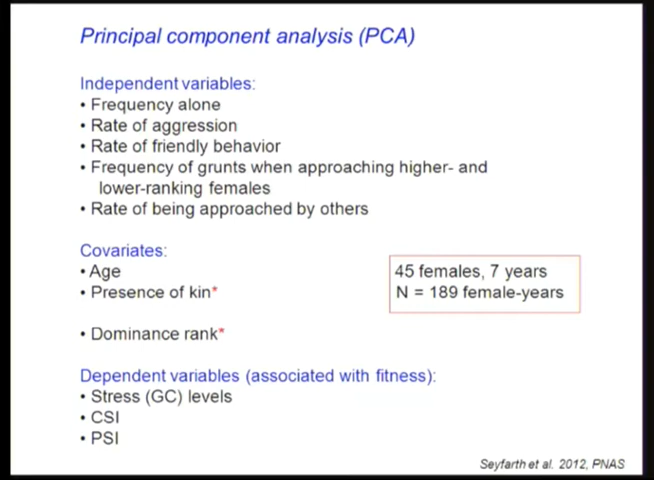 Principal component analysis (PCA)
Independent variables:
• Frequency alone
• Rate of aggression
• Rate of friendly behavior
• Frequency of grunts when approaching higher- and
lower-ranking females
• Rate of being approached by others
Covariates:
• Age
• Presence of kin*
• Dominance rank*
45 females, 7 years
N = 189 female-years
Dependent variables (associated with fitness):
• Stress (GC) levels
• CSI
• PSI
Seyfarth et al. 2012, PNAS